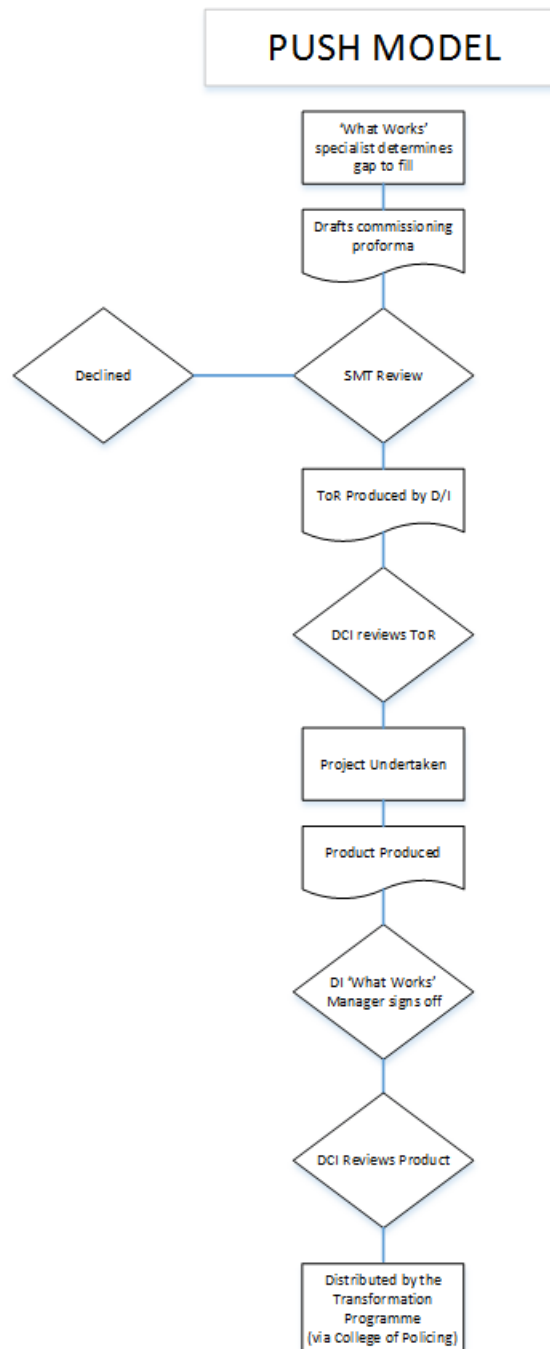 PUSH MODEL
‘What Works’
specialist determines
gap to fill
Drafts commissioning
proforma
Declined
SMT Review
ToR Produced by D/I
DCI reviews ToR
Project Undertaken
Product Produced
DI ‘What Works’
Manager signs off
DCI Reviews Product
Distributed by the
Transformation
Programme
(via College of Policing)